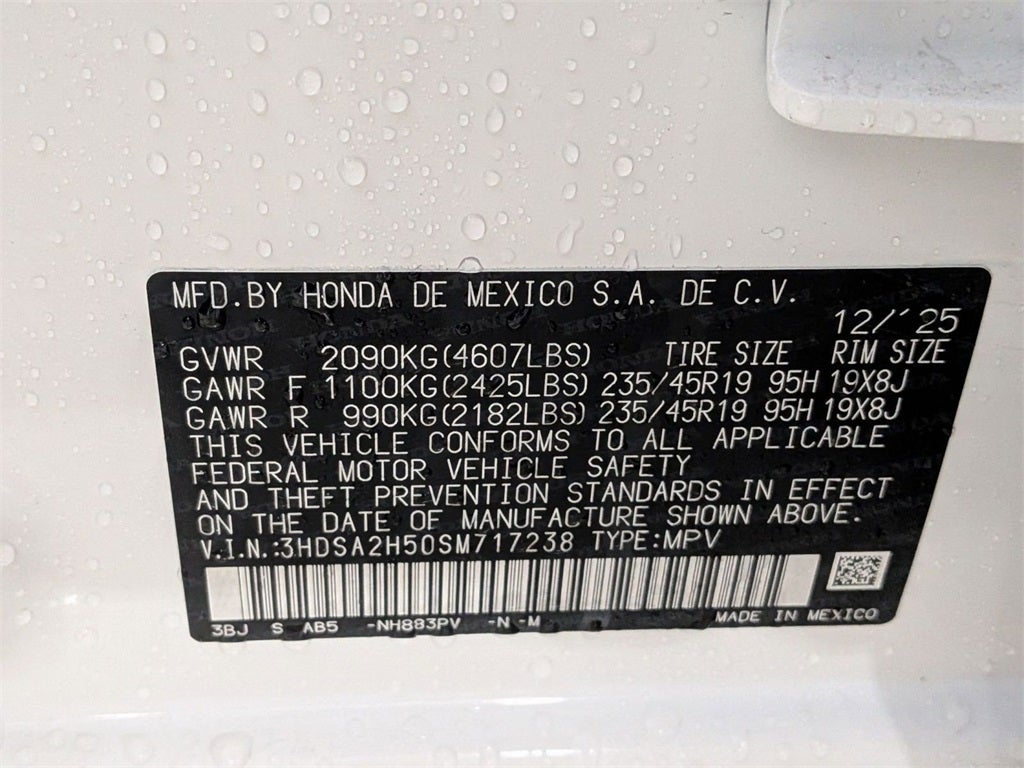 MFD.BY HONDA DE MEXICO S.A. DE C.V.
12/'25
GVWR 2090KG(4607LBS) TIRE SIZE RIM SIZE
GAWR F 1100KG(2425LBS) 235/45R19 95H 19X8J
GAWR R 990KG(2182LBS) 235/45R19 95H 19X8J
THIS VEHICLE CONFORMS TO ALL APPLICABLE
FEDERAL MOTOR VEHICLE SAFETY
AND THEFT PREVENTION STANDARDS IN EFFECT
ON THE DATE OF MANUFACTURE SHOWN ABOVE.
V.I.N.:3HDSA2H50SM717238 TYPE:MPV
3BJ S AB5 -NH883PV -N -M MADE IN MEXICO